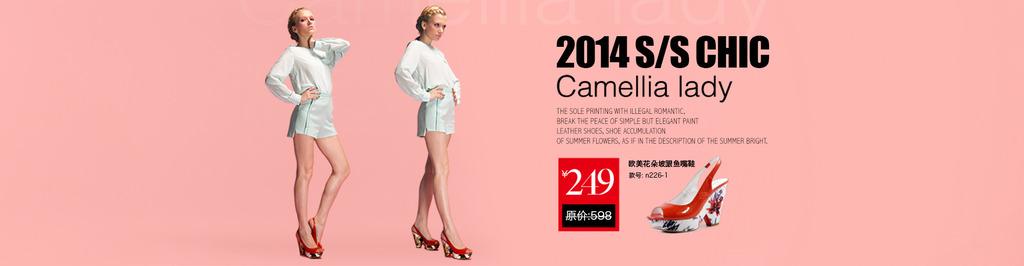 Camellia lady
2014 S/S CHIC
Camellia lady
THE SOLE PRINTING WITH ILLEGAL ROMANTIC,
BREAK THE PEACE OF SIMPLE BUT ELEGANT PAINT
LEATHER SHOES, SHOE ACCUMULATION
OF SUMMER FLOWERS, AS IF IN THE DESCRIPTION OF THE SUMMER BRIGHT.
¥249
原价:598
欧美花朵坡跟鱼嘴鞋
款号: n226-1